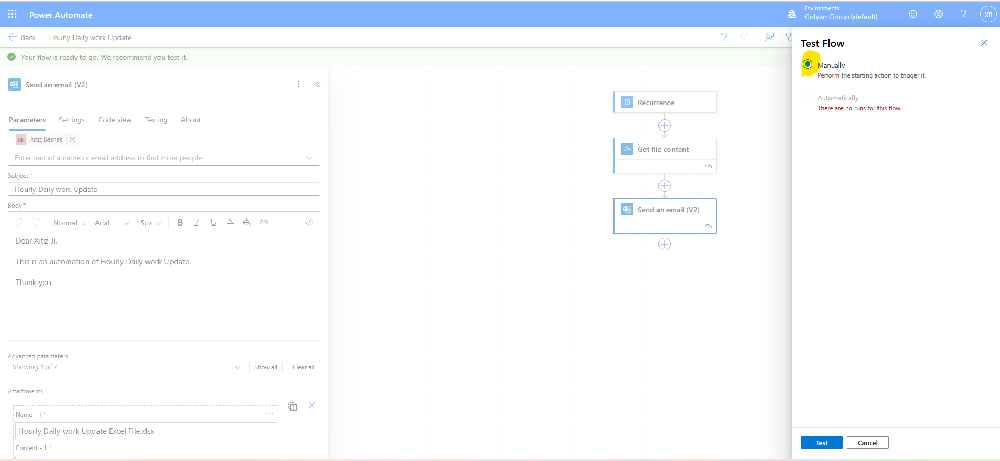 Power Automate
Environments
Golyan Group (default)
XB
Back
Hourly Daily work Update
Your flow is ready to go. We recommend you test it.
Send an email (V2)
Parameters
Settings
Code view
Testing
About
XB
Xitiz Basnet
Enter part of a name or email address to find more people
Subject *
Hourly Daily work Update
Body *
Normal
Arial
15px
B
I
U
A
</>
Dear Xitiz Ji,
This is an automation of Hourly Daily work Update.
Thank you
Advanced parameters
Showing 1 of 7
Show all
Clear all
Attachments
Name - 1 *
Hourly Daily work Update Excel File.xlsx
Content - 1 *
Recurrence
Get file content
Send an email (V2)
Test Flow
Manually
Perform the starting action to trigger it.
Automatically
There are no runs for this flow.
Test
Cancel